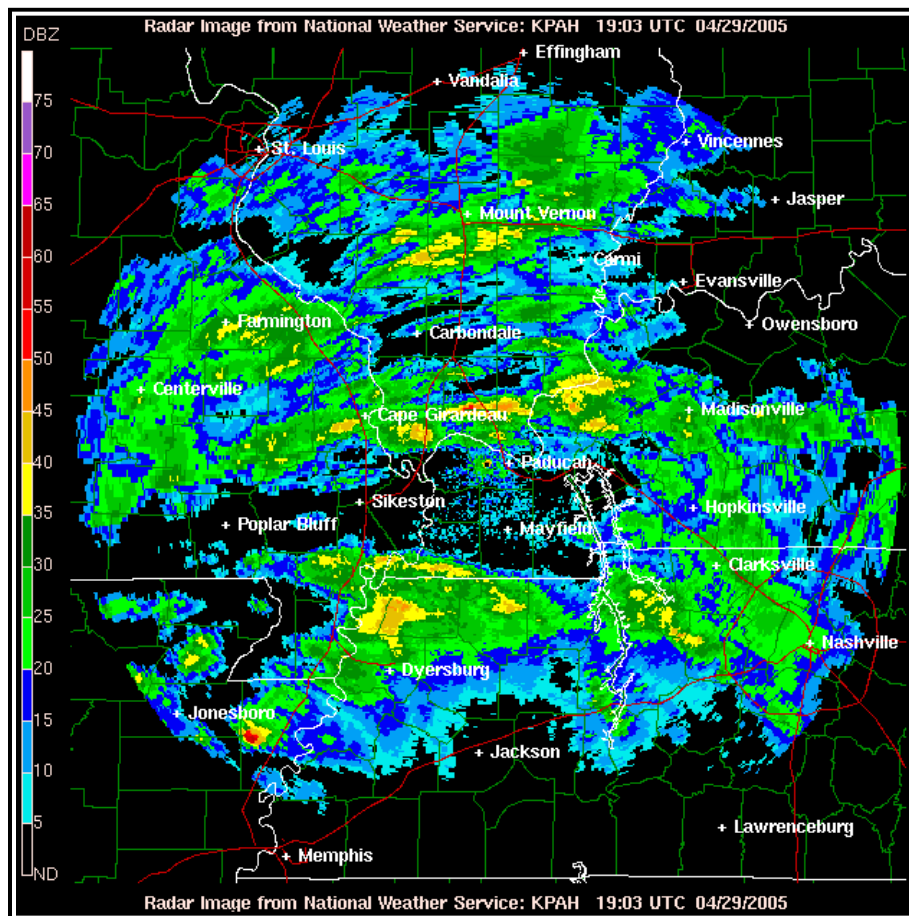 Radar Image from National Weather Service: KPAH 19:03 UTC 04/29/2005
DBZ
Effingham
Vandalia
75
St. Louis
Vincennes
70
65
Jasper
Mount Vernon
60
Carmi
Evansville
55
Farmington
Owensboro
Carbondale
50
Centerville
45
Cape Girardeau
Madisonville
40
Paducah
Sikeston
Hopkinsville
35
Poplar Bluff
Mayfield
30
Clarksville
25
Nashville
20
Dyersburg
15
Jonesboro
Jackson
10
5
Lawrenceburg
Memphis
ND
Radar Image from National Weather Service: KPAH 19:03 UTC 04/29/2005